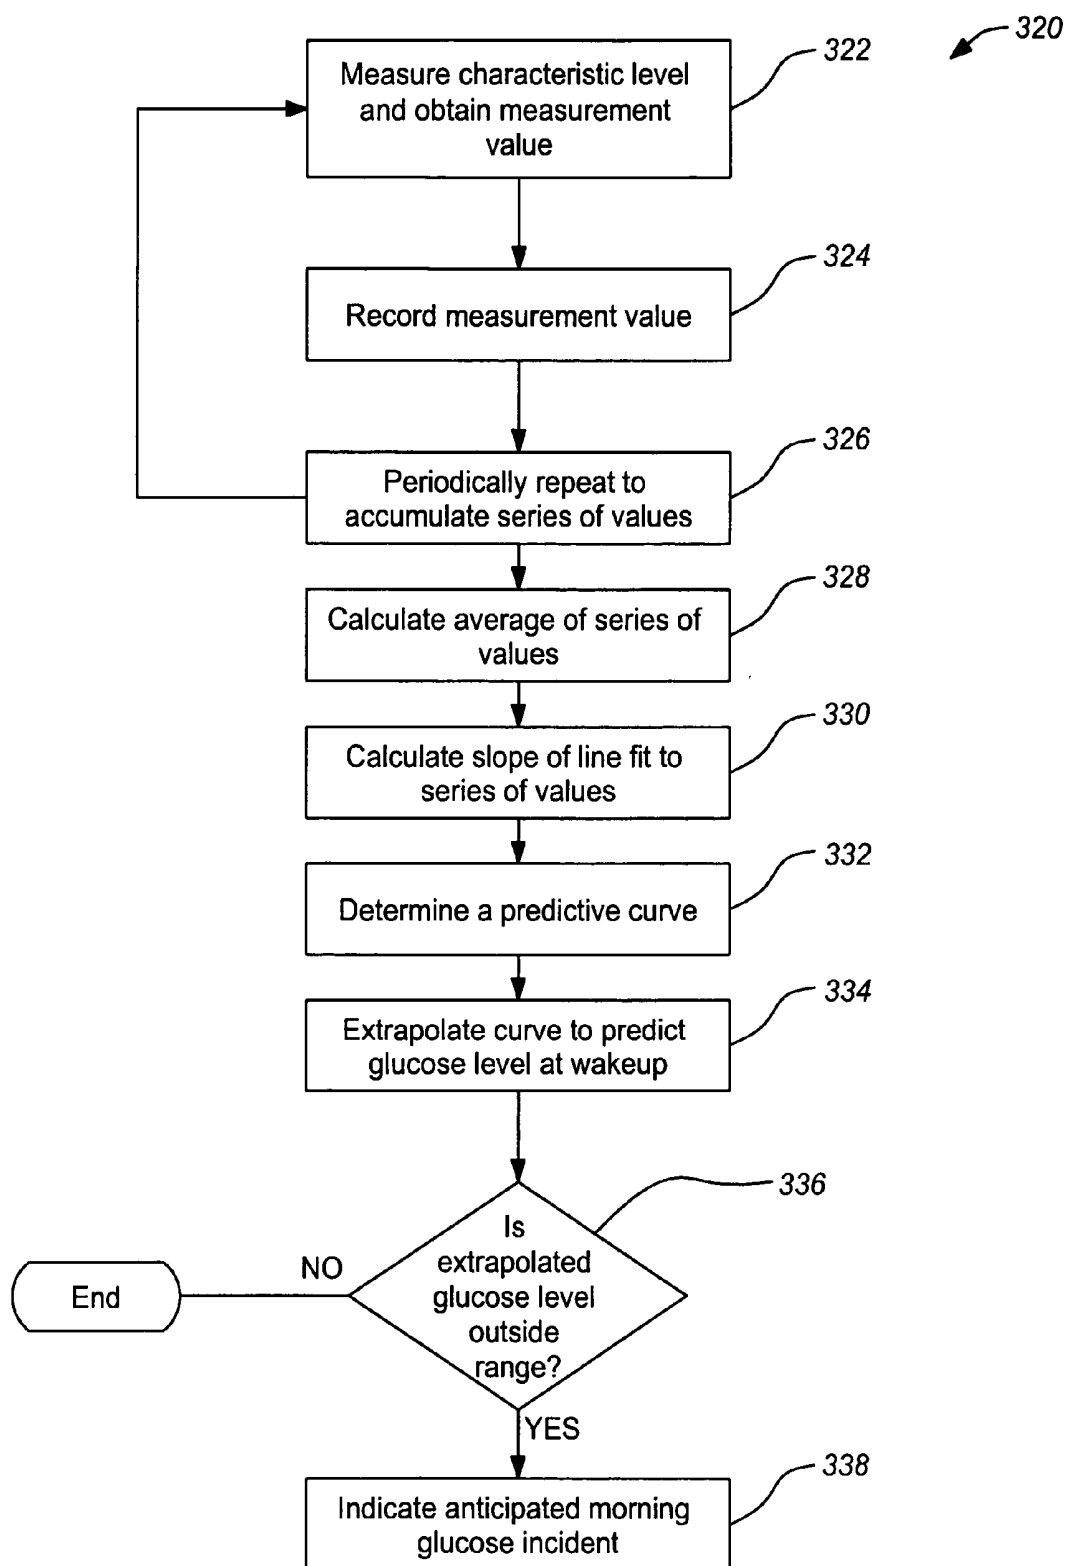 320
322
Measure characteristic level
and obtain measurement
value
324
Record measurement value
326
Periodically repeat to
accumulate series of values
328
Calculate average of series of
values
330
Calculate slope of line fit to
series of values
332
Determine a predictive curve
334
Extrapolate curve to predict
glucose level at wakeup
336
Is
extrapolated
glucose level
outside
range?
NO
End
YES
338
Indicate anticipated morning
glucose incident